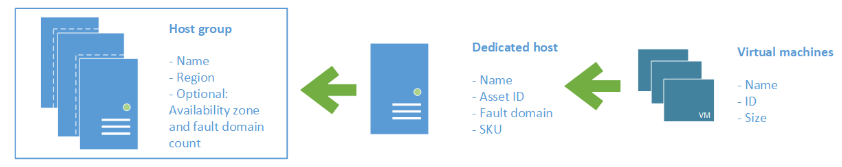 Host group
- Name
- Region
- Optional:
Availability zone
and fault domain
count
Dedicated host
- Name
- Asset ID
- Fault domain
- SKU
VM
Virtual machines
- Name
- ID
- Size